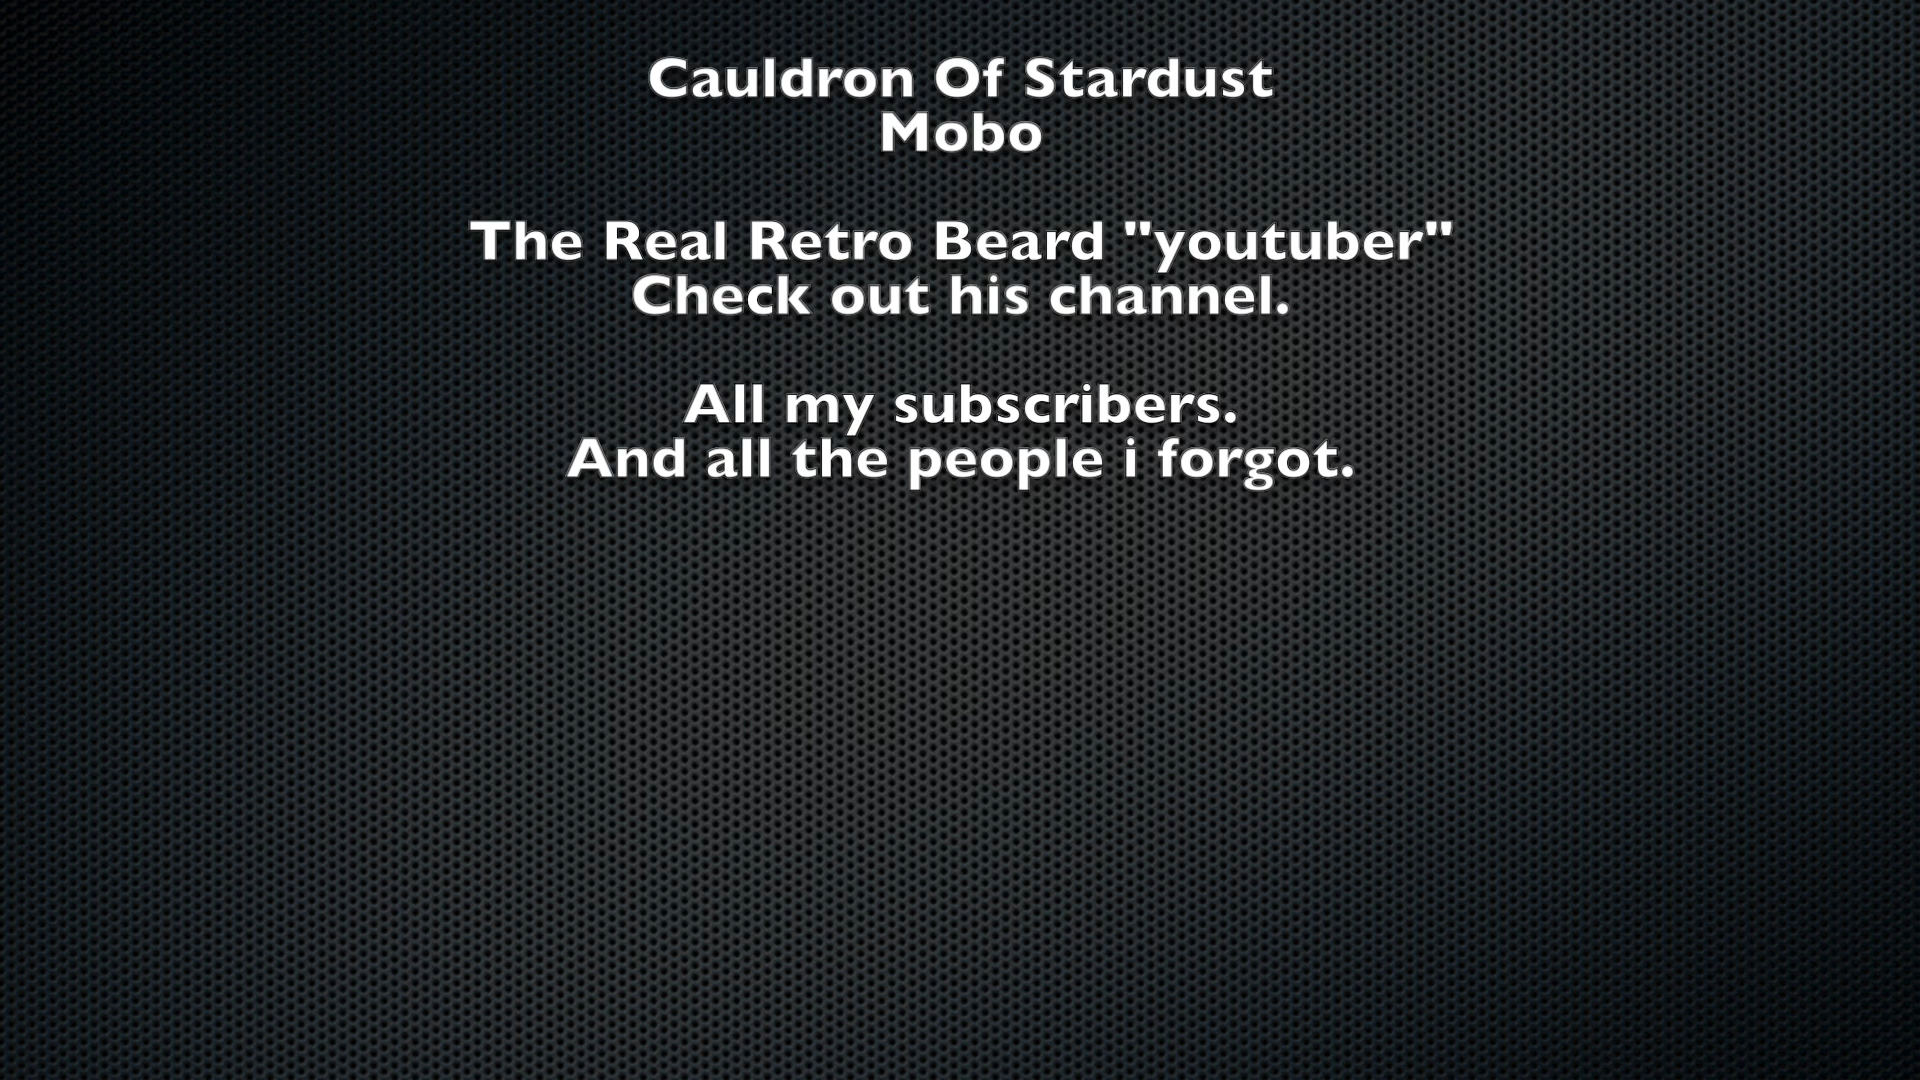 Cauldron Of Stardust
Mobo
The Real Retro Beard "youtuber"
Check out his channel.
All my subscribers.
And all the people i forgot.